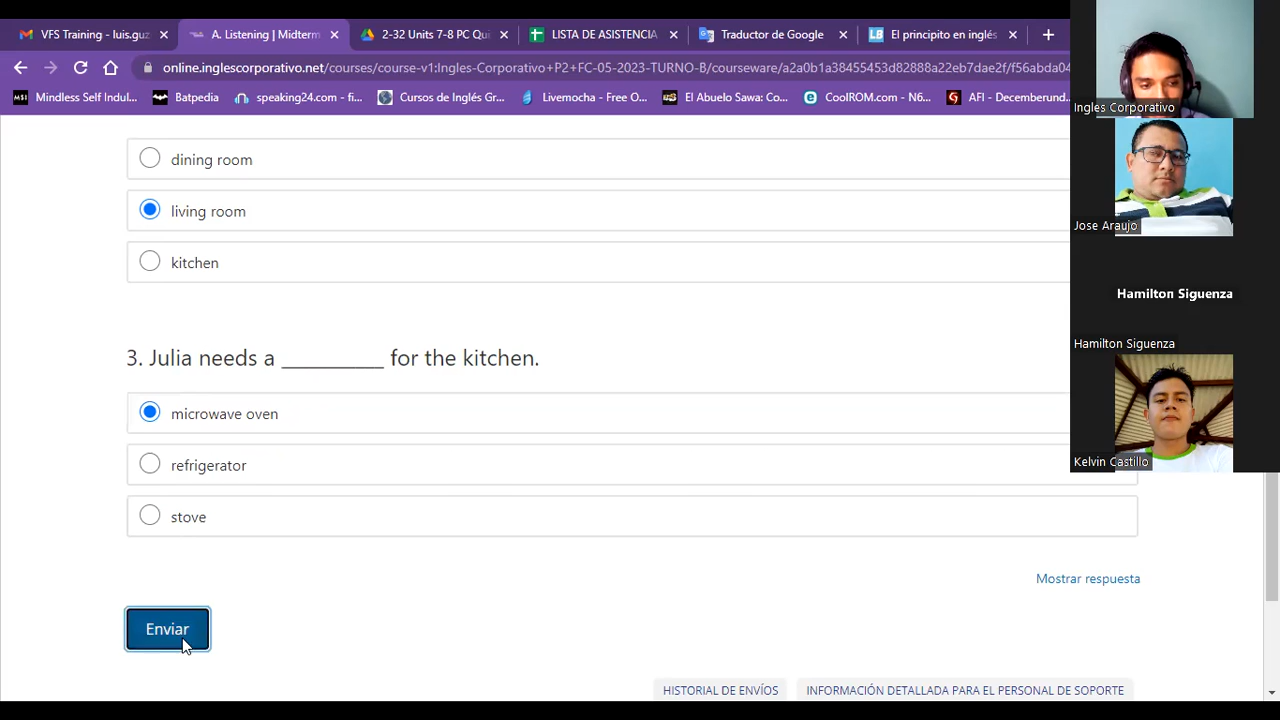 VFS Training - luis.guz
A. Listening | Midterm
2-32 Units 7-8 PC Qu
LISTA DE ASISTENCIA
Traductor de Google
El principito en inglés
online.inglescorporativo.net/courses/course-v1:Ingles-Corporativo+P2+FC-05-2023-TURNO-B/courseware/a2a0b1a38455453d82888a22eb7dae2f/f56abda04
Mindless Self Indul...
Batpedia
speaking24.com - fi...
Cursos de Inglés Gr...
Livemocha - Free O...
El Abuelo Sawa: Co...
CoolROM.com - N6...
AFI - Decemberund
Ingles Corporativo
Jose Araujo
Hamilton Siguenza
Hamilton Siguenza
Kelvin Castillo
dining room
living room
kitchen
3. Julia needs a __________ for the kitchen.
microwave oven
refrigerator
stove
Mostrar respuesta
Enviar
HISTORIAL DE ENVÍOS
INFORMACIÓN DETALLADA PARA EL PERSONAL DE SOPORTE